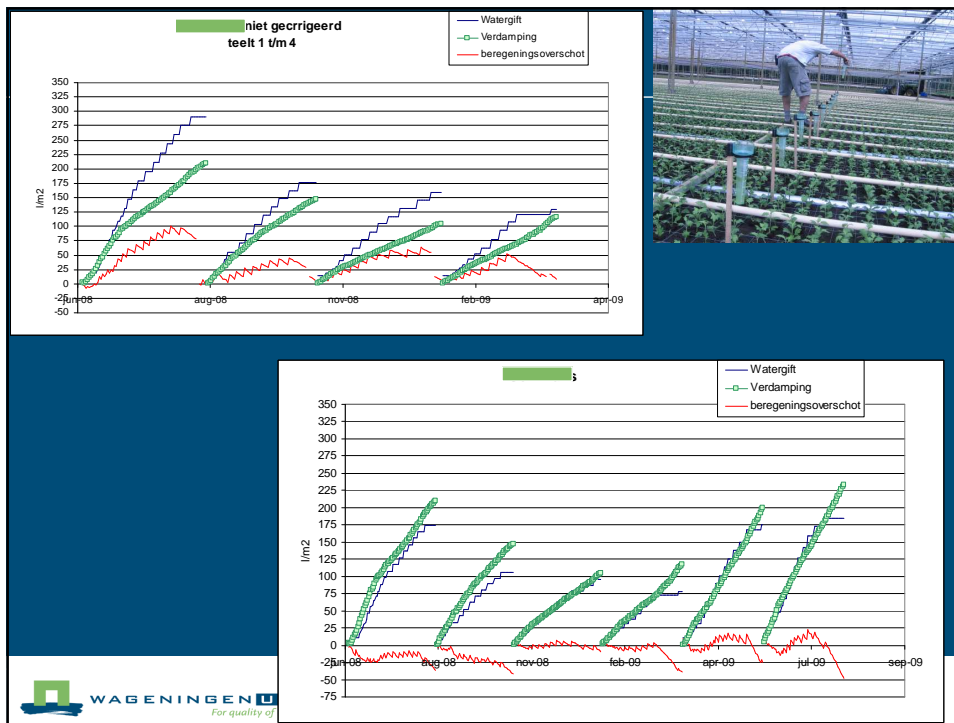 niet gecrrigeerd
teelt 1 t/m 4
Watergift
Verdamping
beregeningsoverschot
l/m2
350
325
300
275
250
225
200
175
150
125
100
75
50
25
0
-25
-50
jun-08
aug-08
nov-08
feb-09
apr-09
s
Watergift
Verdamping
beregeningsoverschot
l/m2
350
325
300
275
250
225
200
175
150
125
100
75
50
25
0
-25
-50
-75
jun-08
aug-08
nov-08
feb-09
apr-09
jul-09
sep-09
WAGENINGEN U
For quality of